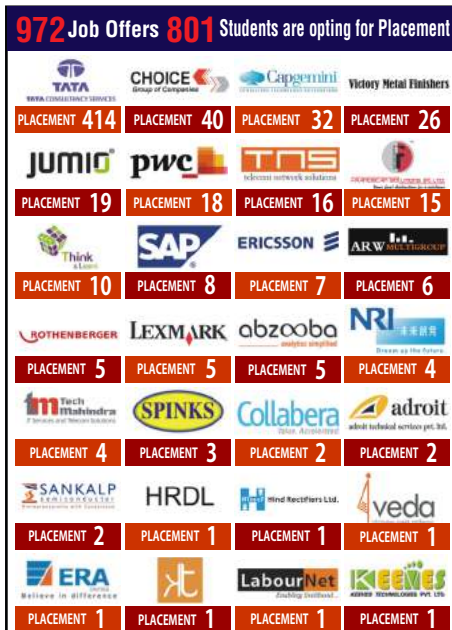 972 Job Offers 801 Students are opting for Placement
TATA
TATA CONSULTANCY SERVICES
PLACEMENT 414
CHOICE
Group of Companies
PLACEMENT 40
Capgemini
PLACEMENT 32
Victory Metal Finishers
PLACEMENT 26
JUMIO
PLACEMENT 19
pwc
PLACEMENT 18
TNS
telecom network solutions
PLACEMENT 16
PLACEMENT 15
Think
& Learn
PLACEMENT 10
SAP
PLACEMENT 8
ERICSSON
PLACEMENT 7
ARW MULTIGROUP
PLACEMENT 6
ROTHENBERGER
PLACEMENT 5
LEXMARK
PLACEMENT 5
abzooba
analytics simplified
PLACEMENT 5
NRI
未来創発
Dream up the future.
PLACEMENT 4
Tech
Mahindra
IT Services and Telecom Solutions
PLACEMENT 4
SPINKS
PLACEMENT 3
Collabera
Value. Accelerated
PLACEMENT 2
adroit
adroit technical services pvt. ltd.
PLACEMENT 2
SANKALP
semiconductor
PLACEMENT 2
HRDL
PLACEMENT 1
Hirect
Hind Rectifiers Ltd.
PLACEMENT 1
veda
PLACEMENT 1
ERA
Believe in difference
PLACEMENT 1
kt
PLACEMENT 1
LabourNet
Enabling livelihood...
PLACEMENT 1
KEEVES
KEEVES TECHNOLOGIES PVT. LTD.
PLACEMENT 1